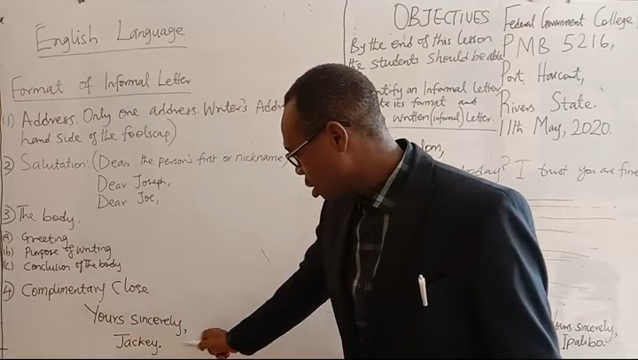 English Language
Format of Informal Letter
(1) Address. Only one address. Writer's Addr
hand side of the foolscap)
2) Salutation: (Dear the person's first or nickname
Dear Joseph,
Dear Joe,
3) The body.
(a) Greeting
(b) Purpose of Writing
(c) Conclusion of the body
4) Complimentary Close
Yours sincerely,
Jackey.
OBJECTIVES
By the end of this lesson
the students should be able
ntify an Informal Letter
te its format and
written (informal) Letter.
Federal Government College,
PMB 5216,
Port Harcourt,
Rivers State.
11th May, 2020.
today? I trust you are fine
Yours sincerely,
Ipalibo.